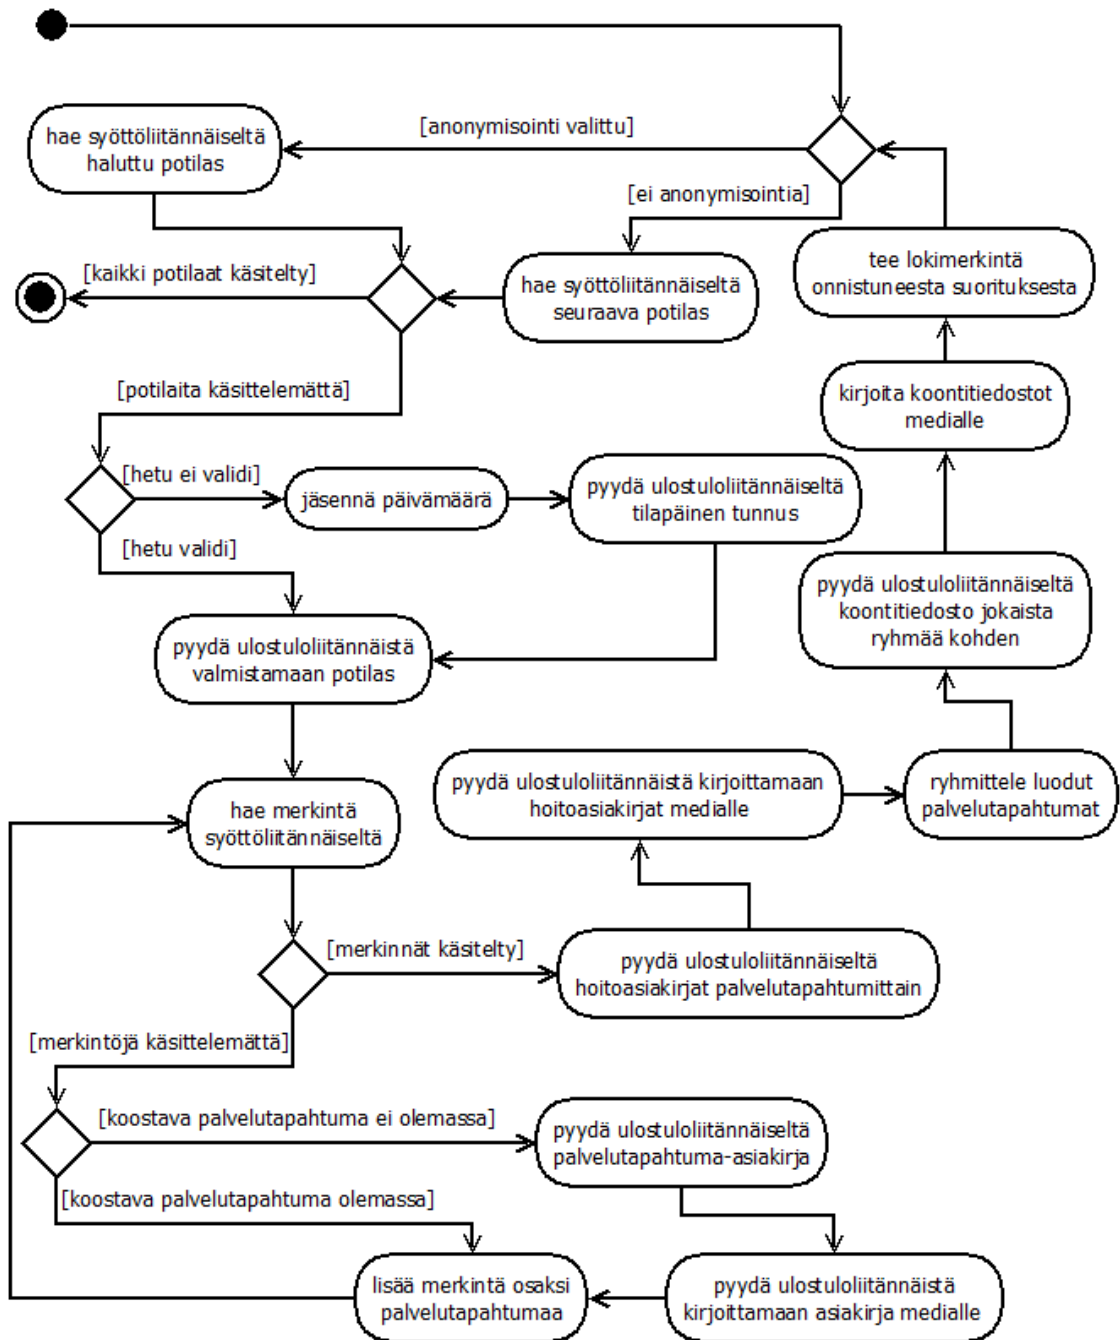 [anonymisointi valittu]
hae syöttöliitännäiseltä
haluttu potilas
[ei anonymisointia]
tee lokimerkintä
onnistuneesta suorituksesta
[kaikki potilaat käsitelty]
hae syöttöliitännäiseltä
seuraava potilas
[potilaita käsittelemättä]
kirjoita koontitiedostot
medialle
[hetu ei validi]
jäsennä päivämäärä
pyydä ulostuloliitännäiseltä
tilapäinen tunnus
[hetu validi]
pyydä ulostuloliitännäiseltä
koontitiedosto jokaista
ryhmää kohden
pyydä ulostuloliitännäistä
valmistamaan potilas
pyydä ulostuloliitännäistä kirjoittamaan
hoitoasiakirjat medialle
ryhmittele luodut
palvelutapahtumat
hae merkintä
syöttöliitännäiseltä
[merkinnät käsitelty]
pyydä ulostuloliitännäiseltä
hoitoasiakirjat palvelutapahtumittain
[merkintöjä käsittelemättä]
[koostava palvelutapahtuma ei olemassa]
pyydä ulostuloliitännäiseltä
palvelutapahtuma-asiakirja
[koostava palvelutapahtuma olemassa]
lisää merkintä osaksi
palvelutapahtumaa
pyydä ulostuloliitännäistä
kirjoittamaan asiakirja medialle